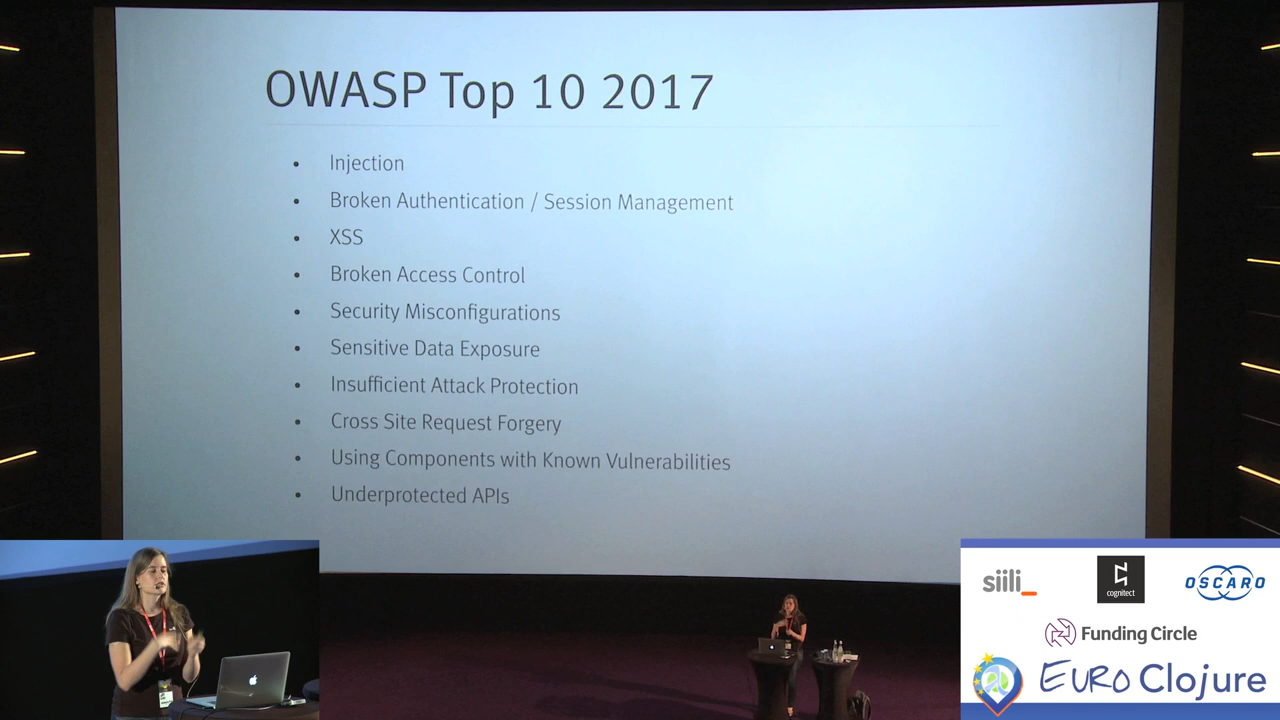 OWASP Top 10 2017
• Injection
• Broken Authentication / Session Management
• XSS
• Broken Access Control
• Security Misconfigurations
• Sensitive Data Exposure
• Insufficient Attack Protection
• Cross Site Request Forgery
• Using Components with Known Vulnerabilities
• Underprotected APIs
siili_
cognitect
OSCARO
Funding Circle
EURO Clojure